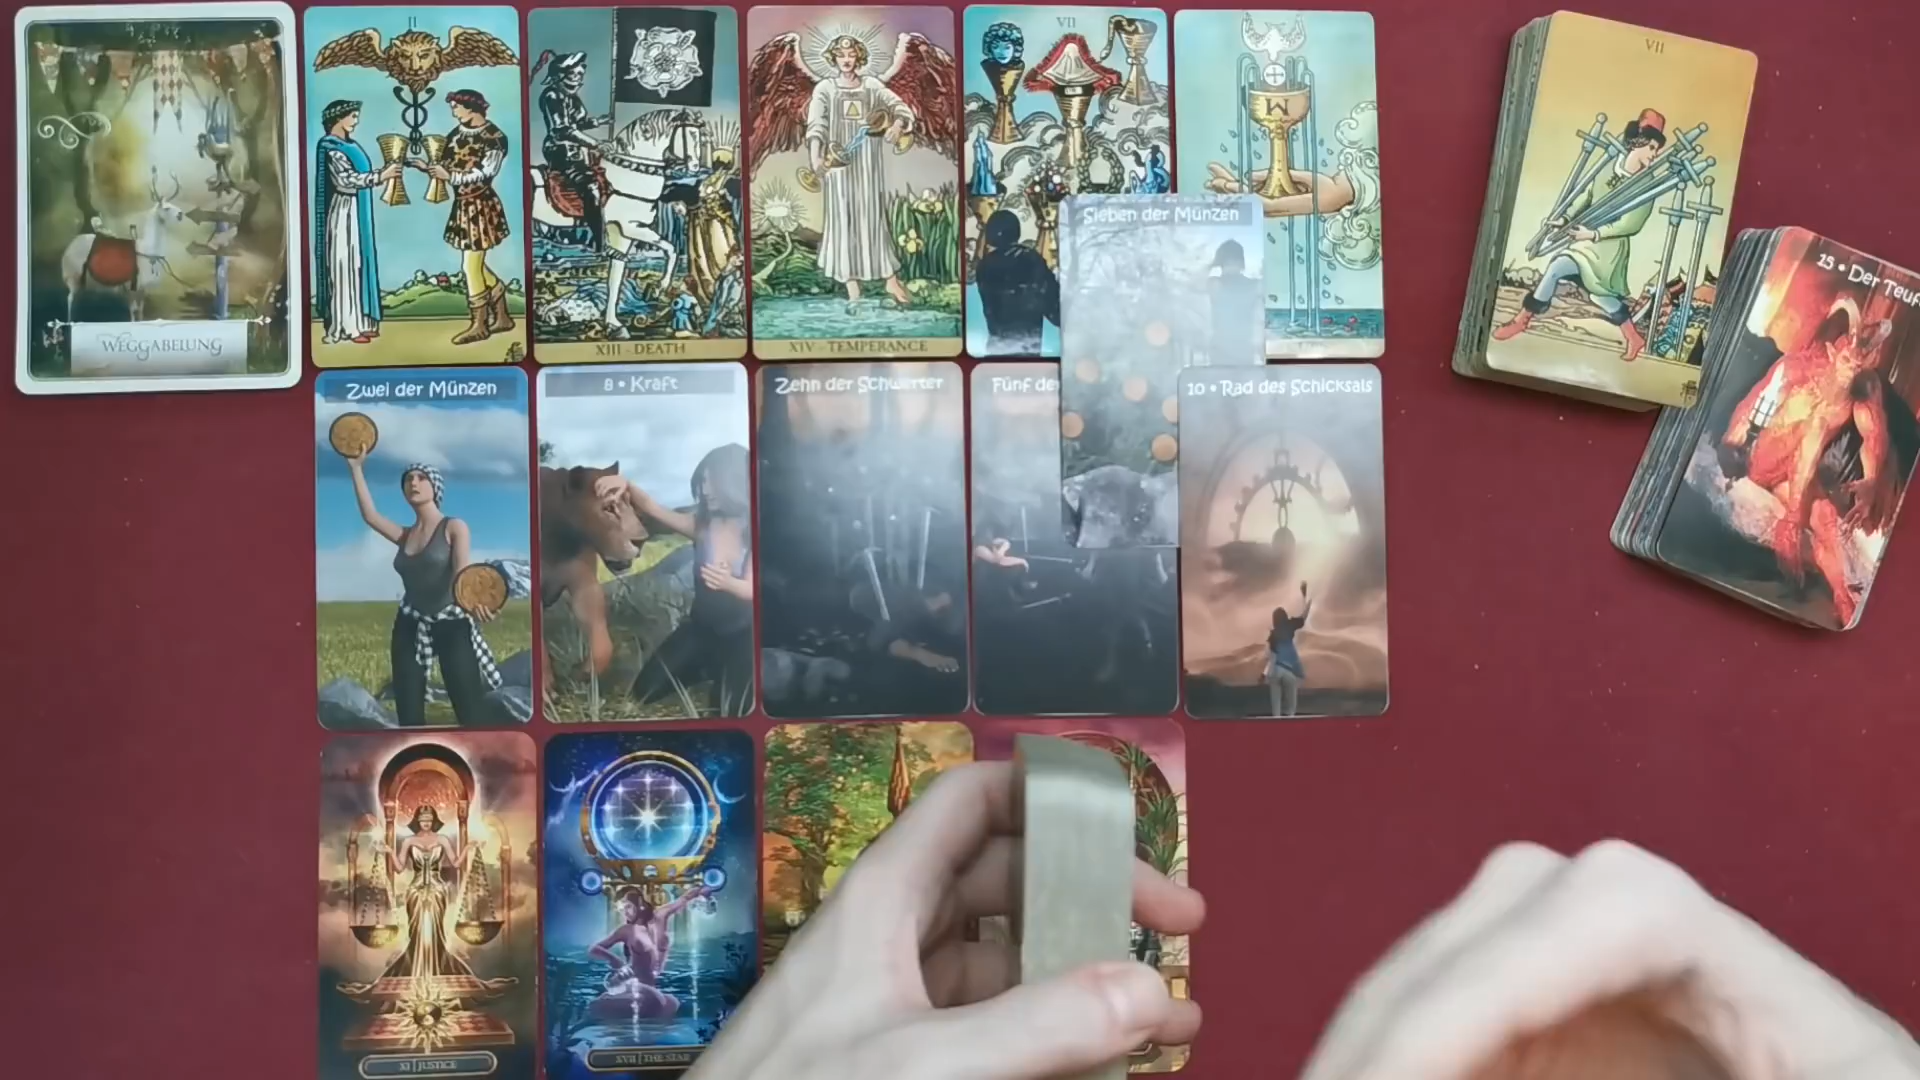 WEGGABELUNG
II
XIII - DEATH
XIV - TEMPERANCE
VII
VII
Sieben der Münzen
15 • Der Teuf
Zwei der Münzen
8 • Kraft
Zehn der Schwerter
Fünf der
10 • Rad des Schicksals
XI | JUSTICE
XVII | THE STAR